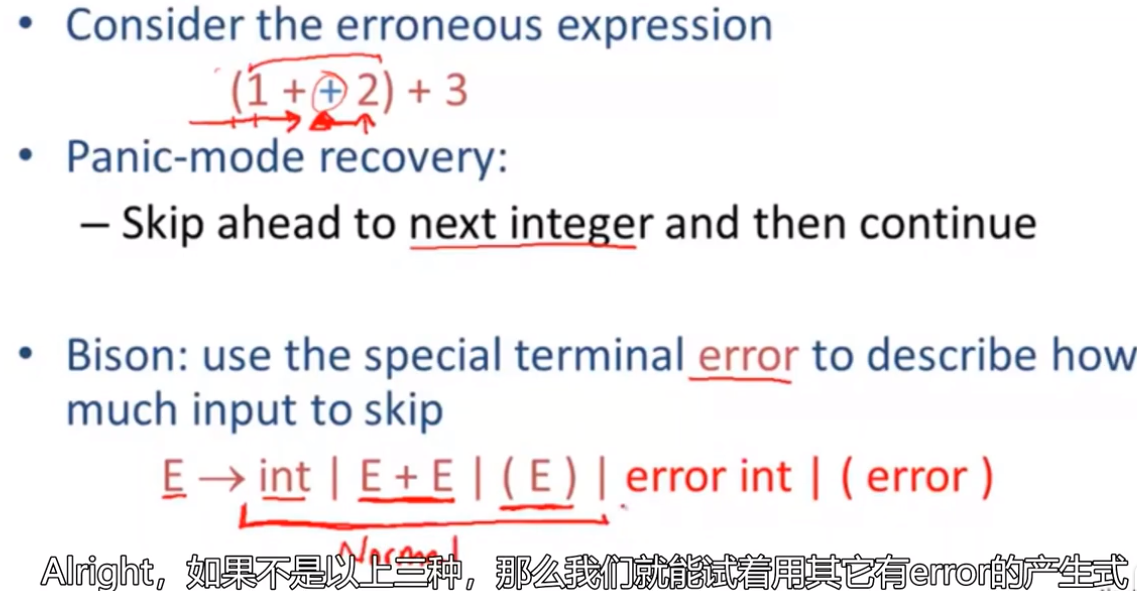 • Consider the erroneous expression
(1 + + 2) + 3
• Panic-mode recovery:
– Skip ahead to next integer and then continue
• Bison: use the special terminal error to describe how
much input to skip
E → int | E + E | ( E ) | error int | ( error )
Normal
Alright，如果不是以上三种，那么我们就能试着用其它有error的产生式